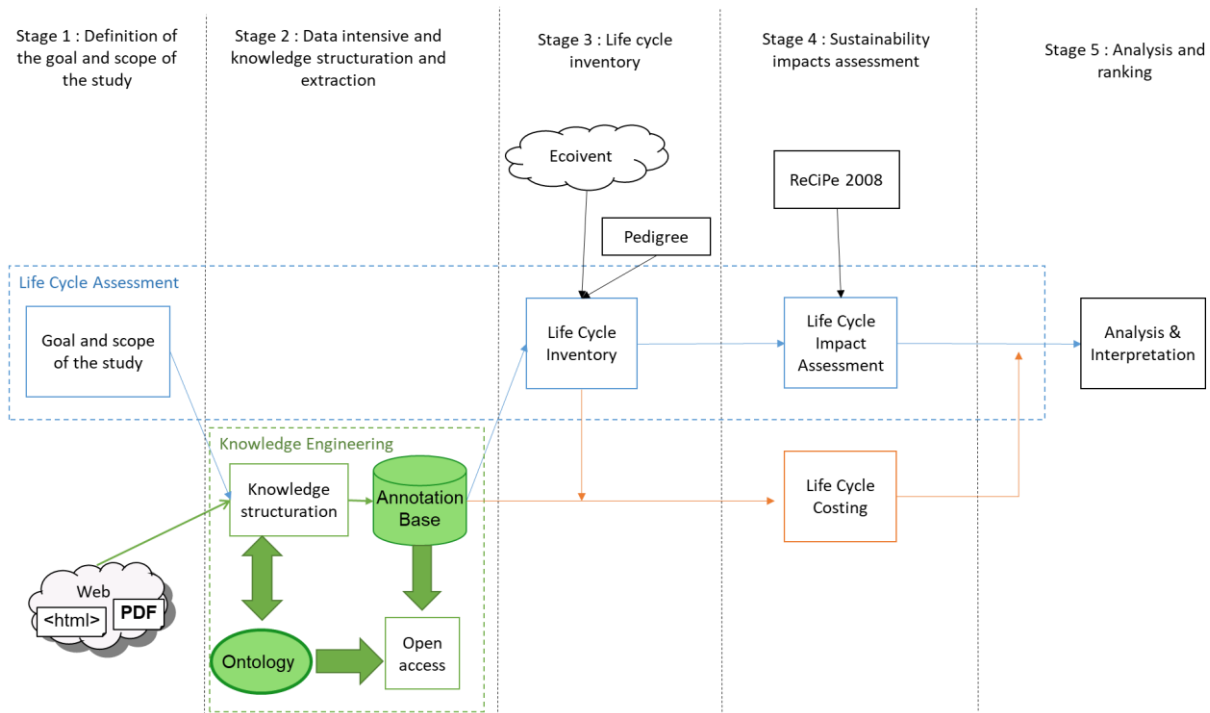 Stage 1 : Definition of
the goal and scope of
the study
Stage 2 : Data intensive and
knowledge structuration and
extraction
Stage 3 : Life cycle
inventory
Stage 4 : Sustainability
impacts assessment
Stage 5 : Analysis and
ranking
Ecoivent
ReCiPe 2008
Pedigree
Life Cycle Assessment
Goal and scope
of the study
Life Cycle
Inventory
Life Cycle
Impact
Assessment
Analysis &
Interpretation
Knowledge Engineering
Knowledge
structuration
Annotation
Base
Life Cycle
Costing
Web
<html>
PDF
Ontology
Open
access